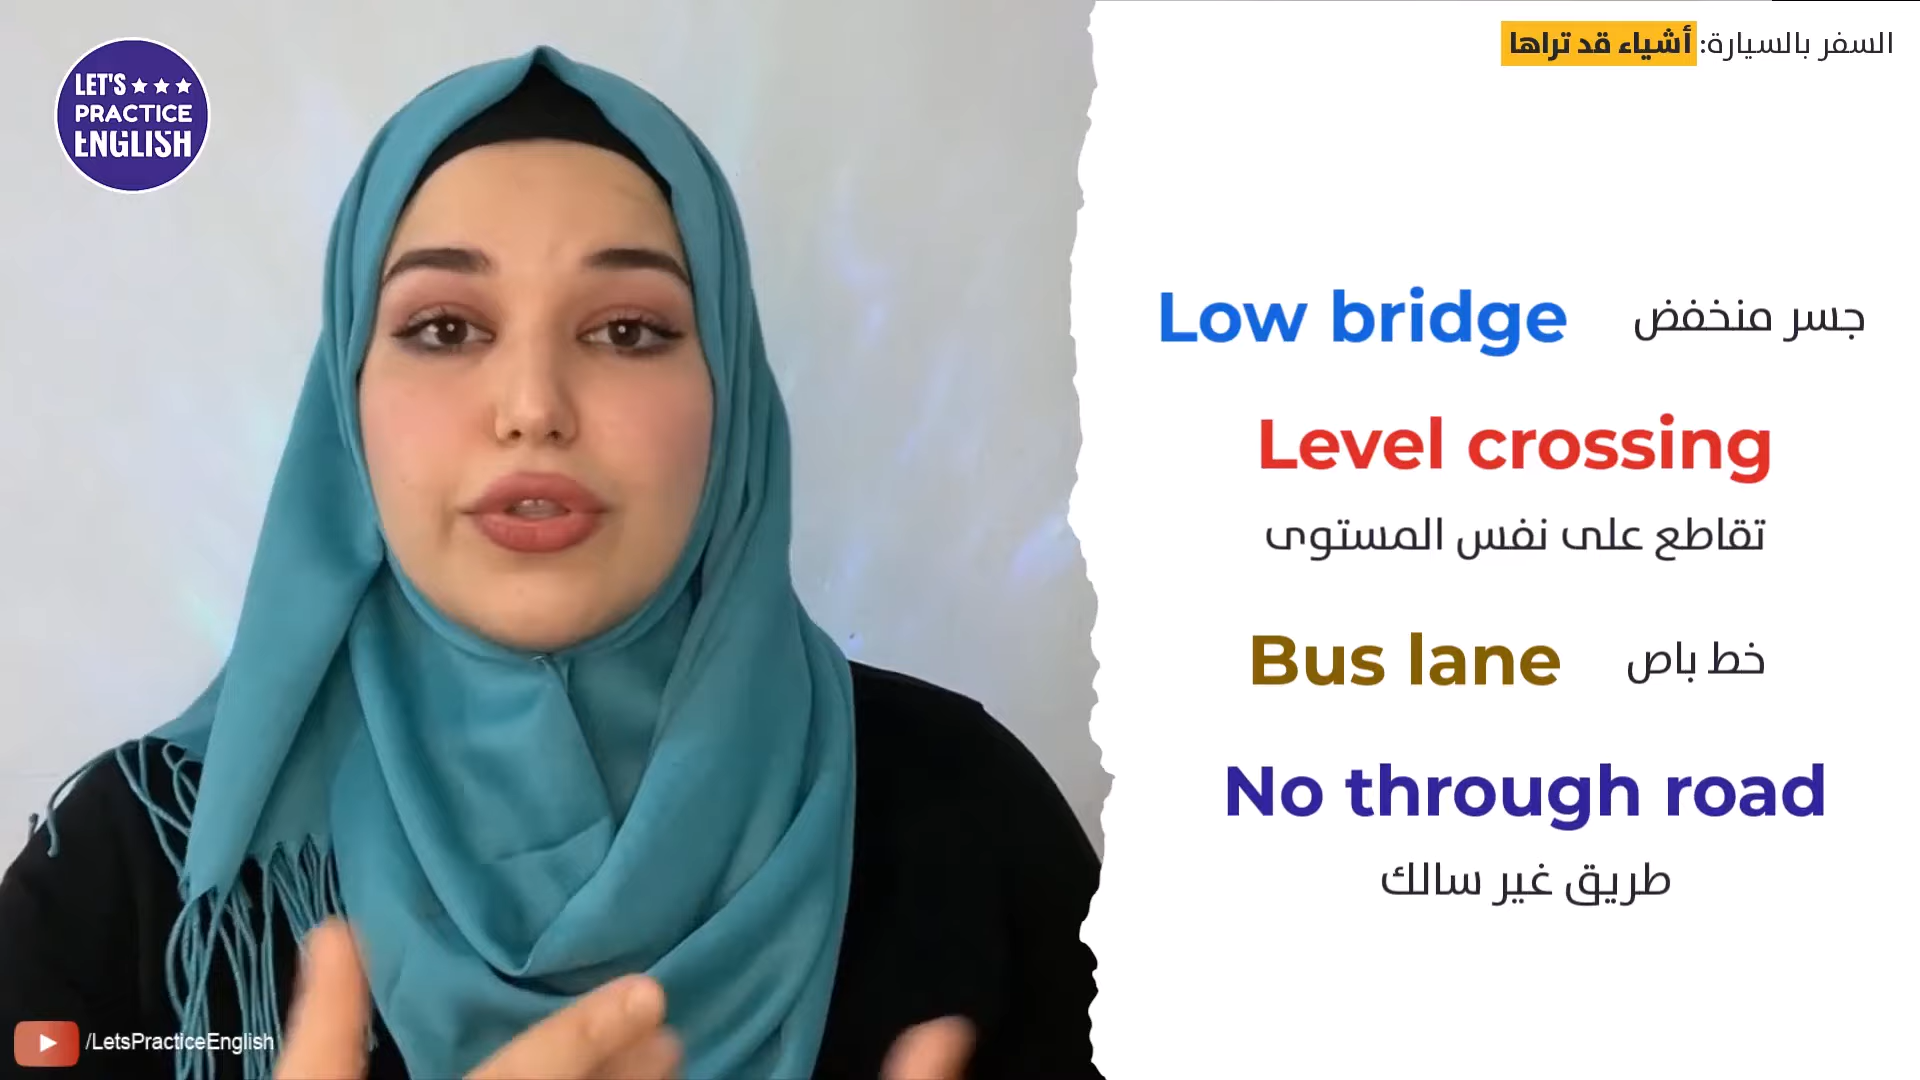 LET'S
PRACTICE
ENGLISH
السفر بالسيارة: أشياء قد تراها
Low bridge جسر منخفض
Level crossing
تقاطع على نفس المستوى
Bus lane خط باص
No through road
طريق غير سالك
/LetsPracticeEnglish